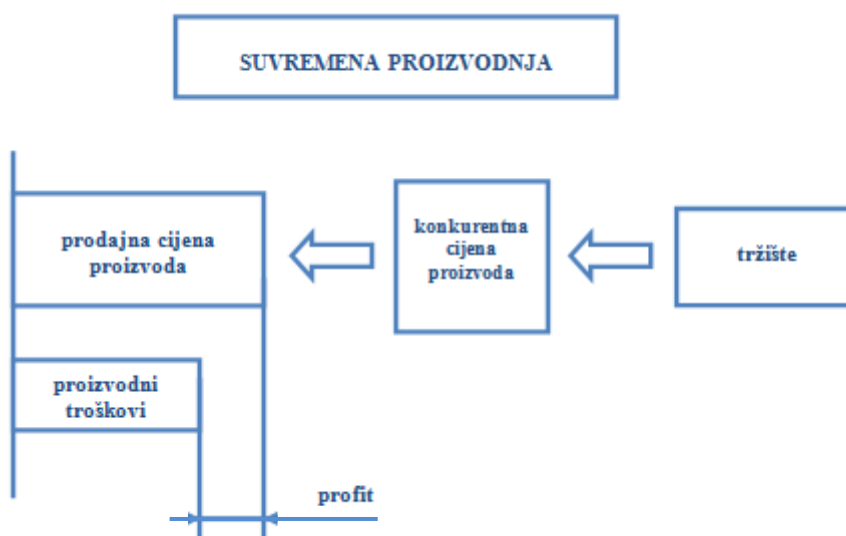 SUVREMENA PROIZVODNJA
prodajna cijena
proizvoda
konkurentna
cijena
proizvoda
tržište
proizvodni
troškovi
profit